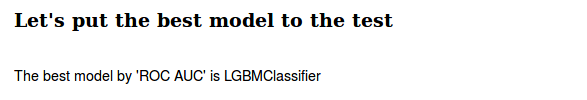 Let's put the best model to the test
The best model by 'ROC AUC' is LGBMClassifier